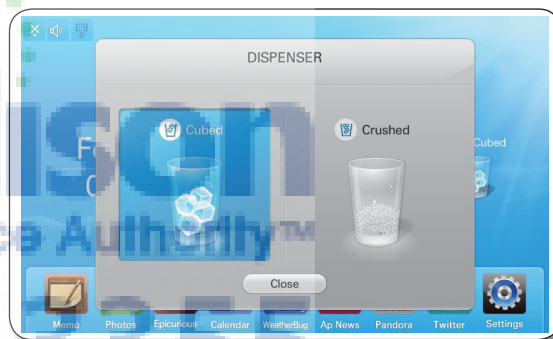 DISPENSER
Cubed
Crushed
Cubed
Close
Memo
Photos
Epicurious
Calendar
WeatherBug
Ap News
Pandora
Twitter
Settings